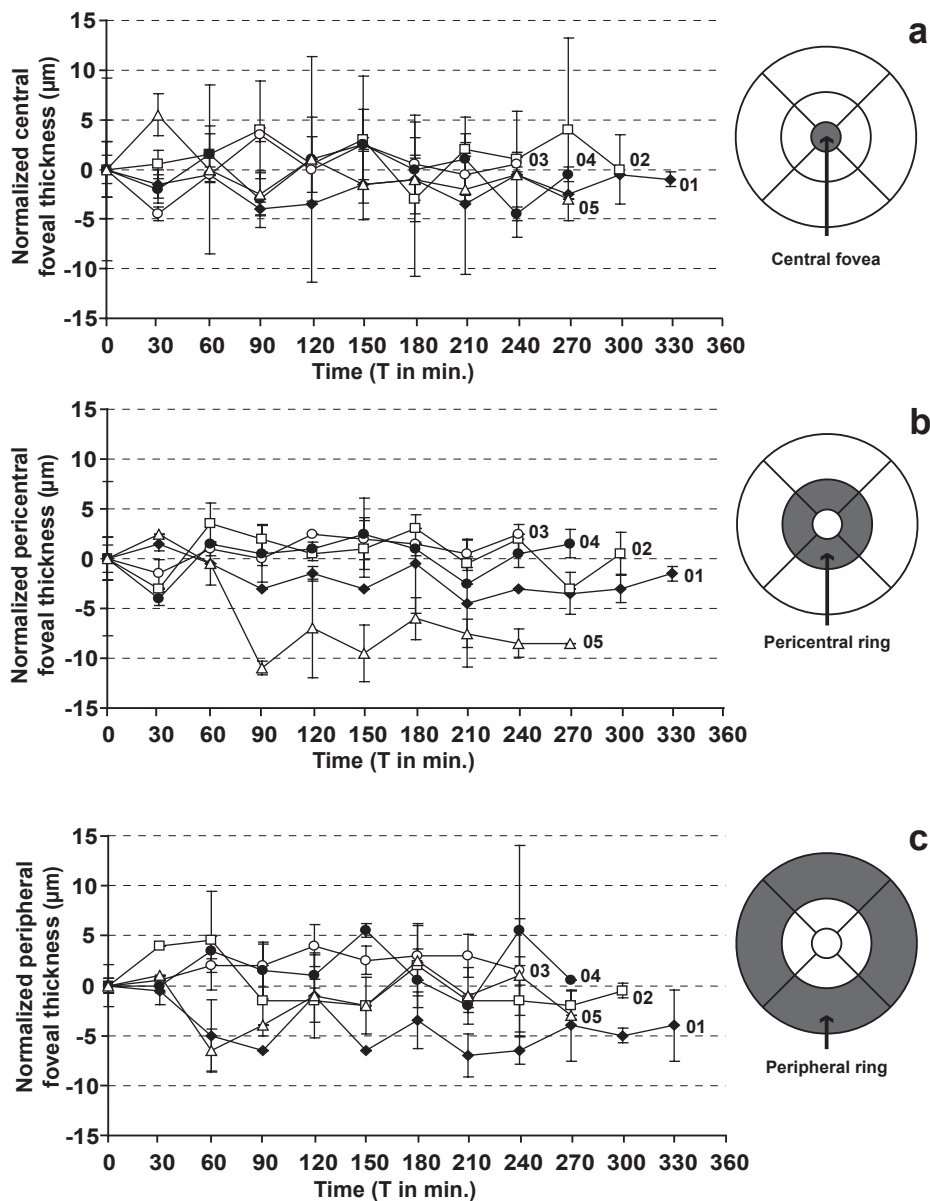 a
Normalized central
foveal thickness (µm)
15
10
5
0
-5
-10
-15
03 04 02
01
05
0 30 60 90 120 150 180 210 240 270 300 330 360
Time (T in min.)
Central fovea
b
Normalized pericentral
foveal thickness (µm)
15
10
5
0
-5
-10
-15
03
04 02
01
05
0 30 60 90 120 150 180 210 240 270 300 330 360
Time (T in min.)
Pericentral ring
c
Normalized peripheral
foveal thickness (µm)
15
10
5
0
-5
-10
-15
03
04
02
05
01
0 30 60 90 120 150 180 210 240 270 300 330 360
Time (T in min.)
Peripheral ring